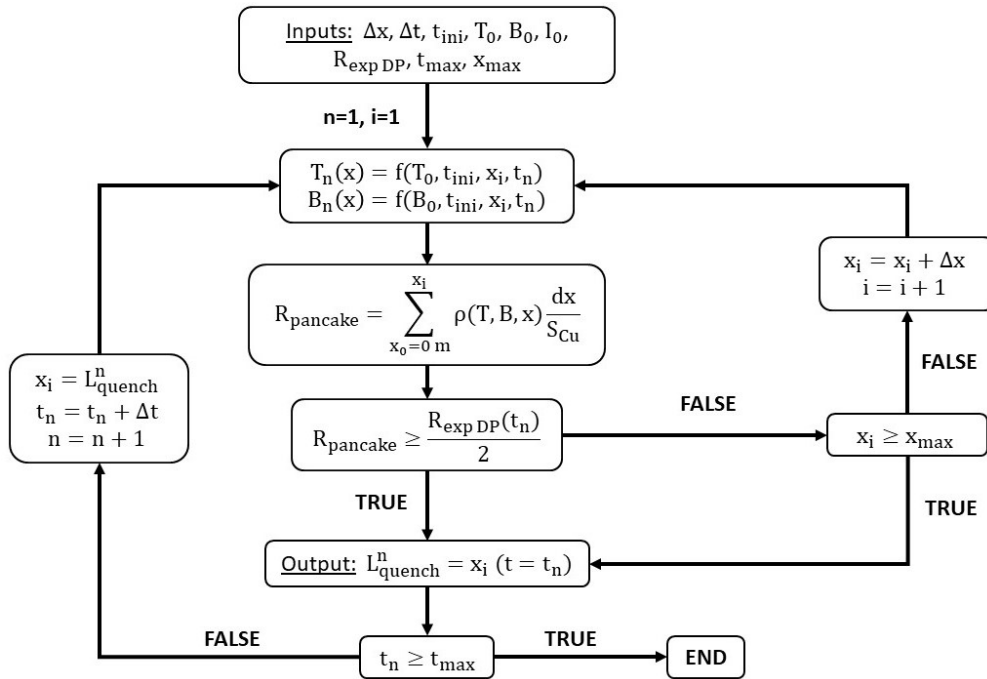 Inputs: Δx, Δt, t_ini, T_0, B_0, I_0,
R_exp DP, t_max, x_max
n=1, i=1
T_n(x) = f(T_0, t_ini, x_i, t_n)
B_n(x) = f(B_0, t_ini, x_i, t_n)
x_i = x_i + Δx
i = i + 1
R_pancake = ∑_{x_0=0 m}^{x_i} ρ(T, B, x) dx/S_Cu
FALSE
x_i = L^n_quench
t_n = t_n + Δt
n = n + 1
FALSE
R_pancake ≥ R_exp DP(t_n)/2
x_i ≥ x_max
TRUE
TRUE
Output: L^n_quench = x_i (t = t_n)
FALSE
TRUE
t_n ≥ t_max
END